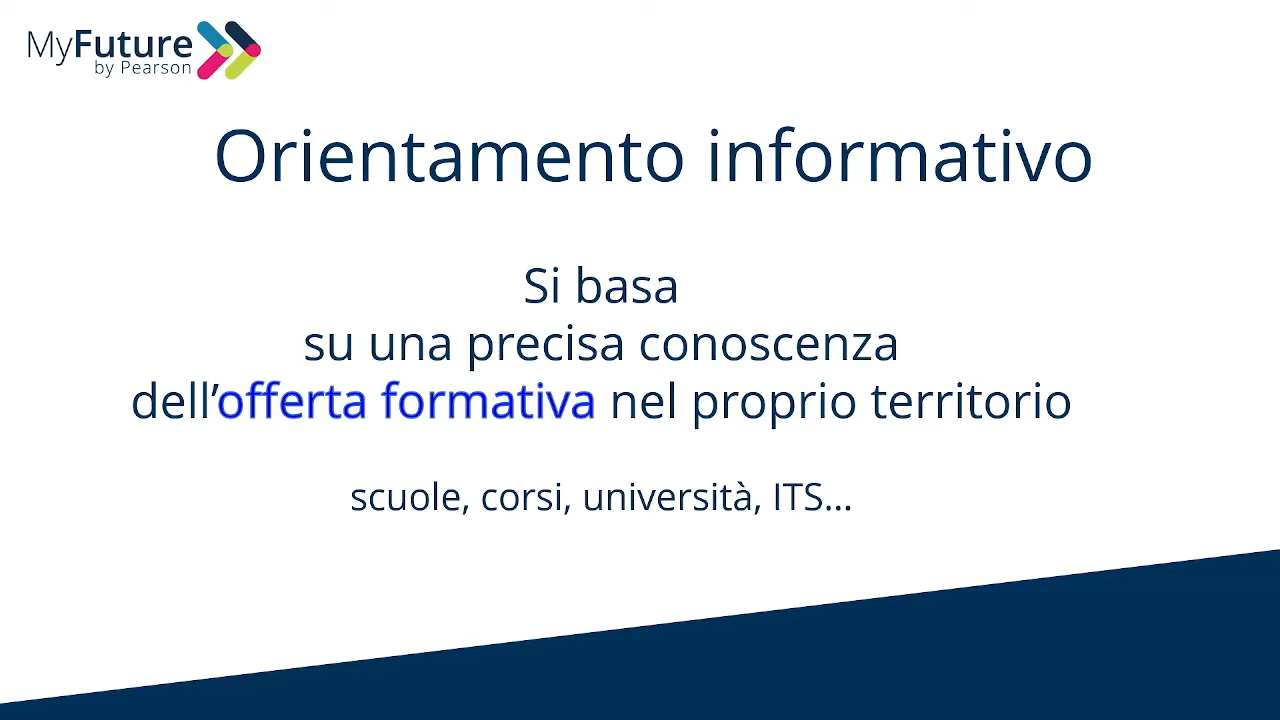 MyFuture
by Pearson
Orientamento informativo
Si basa
su una precisa conoscenza
dell’offerta formativa nel proprio territorio
scuole, corsi, università, ITS...